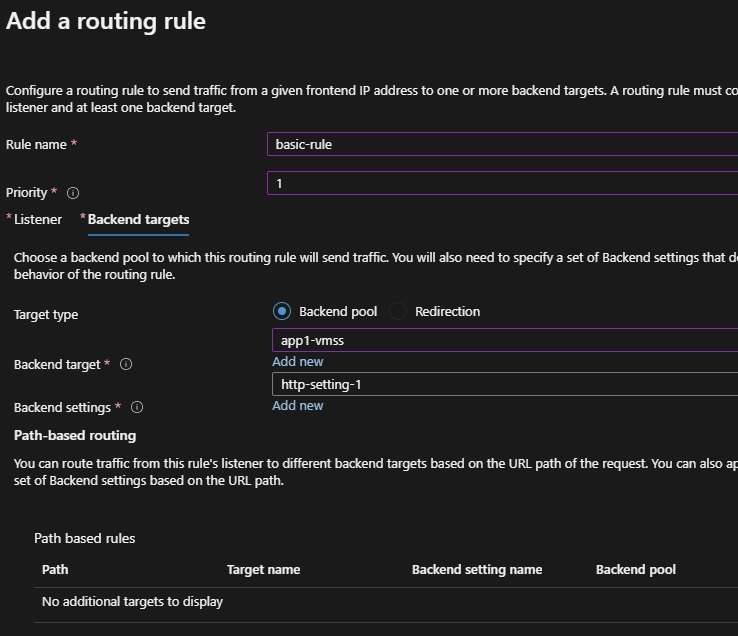 Add a routing rule
Configure a routing rule to send traffic from a given frontend IP address to one or more backend targets. A routing rule must
listener and at least one backend target.
Rule name *
basic-rule
Priority *
1
* Listener * Backend targets
Choose a backend pool to which this routing rule will send traffic. You will also need to specify a set of Backend settings that
behavior of the routing rule.
Target type
Backend pool
Redirection
app1-vmss
Backend target *
Add new
http-setting-1
Backend settings *
Add new
Path-based routing
You can route traffic from this rule's listener to different backend targets based on the URL path of the request. You can also
set of Backend settings based on the URL path.
Path based rules
Path Target name Backend setting name Backend pool
No additional targets to display